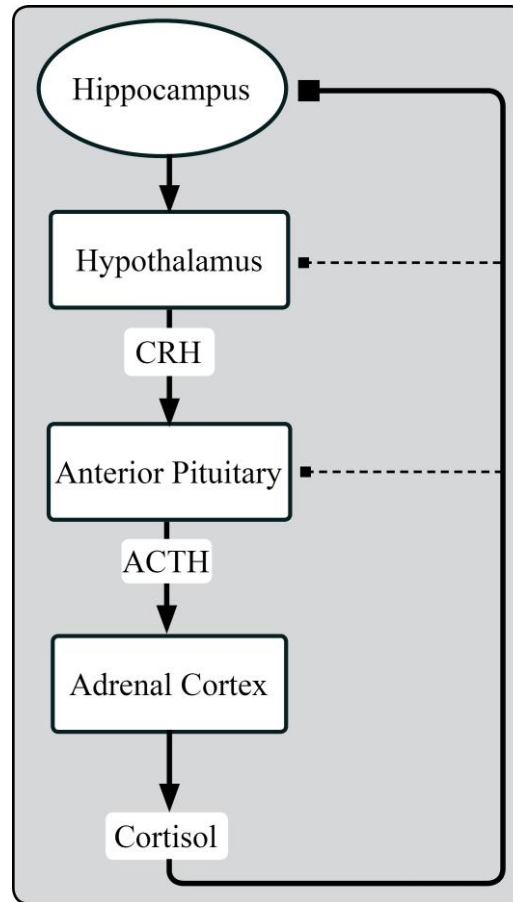 Hippocampus
Hypothalamus
CRH
Anterior Pituitary
ACTH
Adrenal Cortex
Cortisol